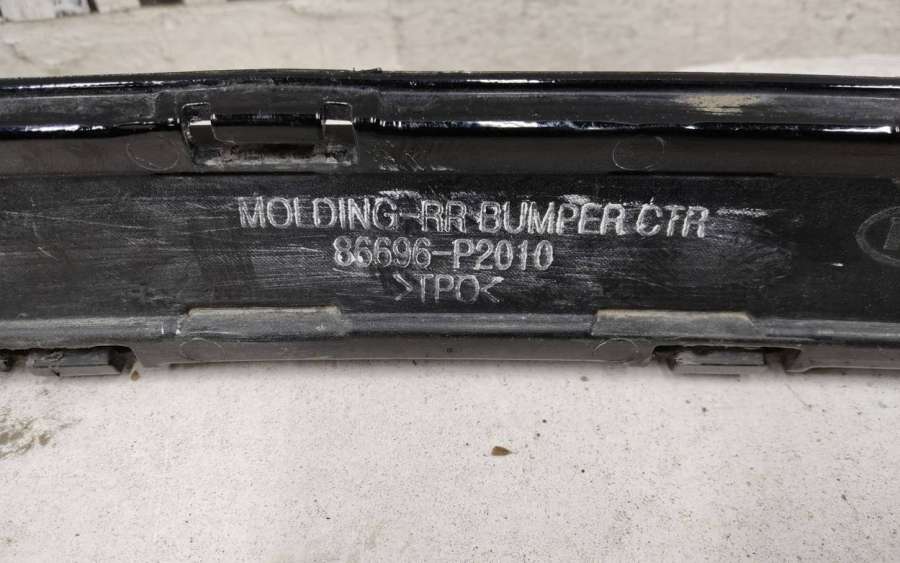 MOLDING-RR BUMPER CTR
86696-P2010
>TPO<